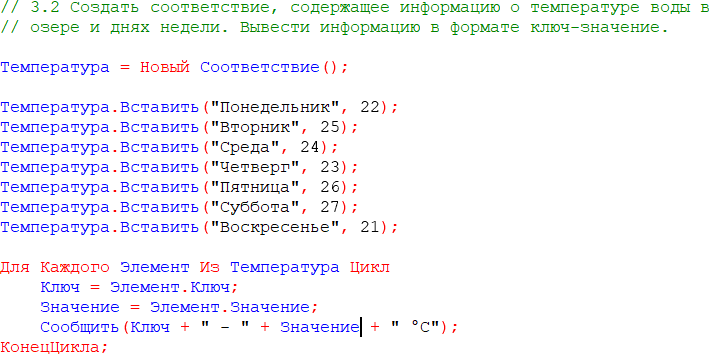 // 3.2 Создать соответствие, содержащее информацию о температуре воды в
// озере и днях недели. Вывести информацию в формате ключ-значение.
Температура = Новый Соответствие();
Температура.Вставить("Понедельник", 22);
Температура.Вставить("Вторник", 25);
Температура.Вставить("Среда", 24);
Температура.Вставить("Четверг", 23);
Температура.Вставить("Пятница", 26);
Температура.Вставить("Суббота", 27);
Температура.Вставить("Воскресенье", 21);
Для Каждого Элемент Из Температура Цикл
    Ключ = Элемент.Ключ;
    Значение = Элемент.Значение;
    Сообщить(Ключ + " - " + Значение + " °С");
КонецЦикла;